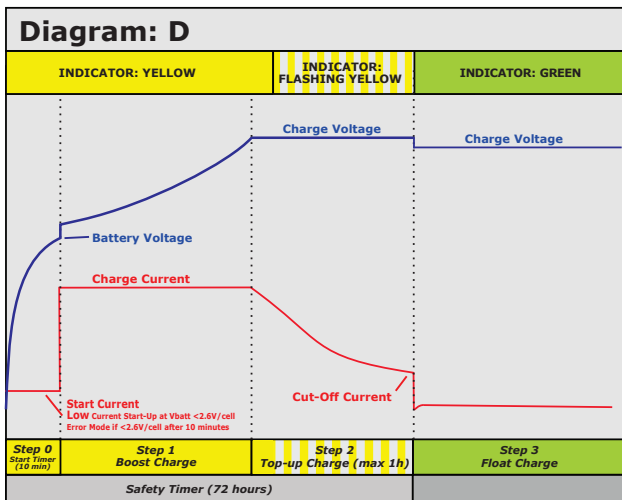 Diagram: D
INDICATOR: YELLOW
INDICATOR:
FLASHING YELLOW
INDICATOR: GREEN
Charge Voltage
Charge Voltage
Battery Voltage
Charge Current
Start Current
Low Current Start-Up at Vbatt <2.6V/cell
Error Mode if <2.6V/cell after 10 minutes
Cut-Off Current
Step 0
Start Timer
(10 min)
Step 1
Boost Charge
Step 2
Top-up Charge (max 1h)
Step 3
Float Charge
Safety Timer (72 hours)